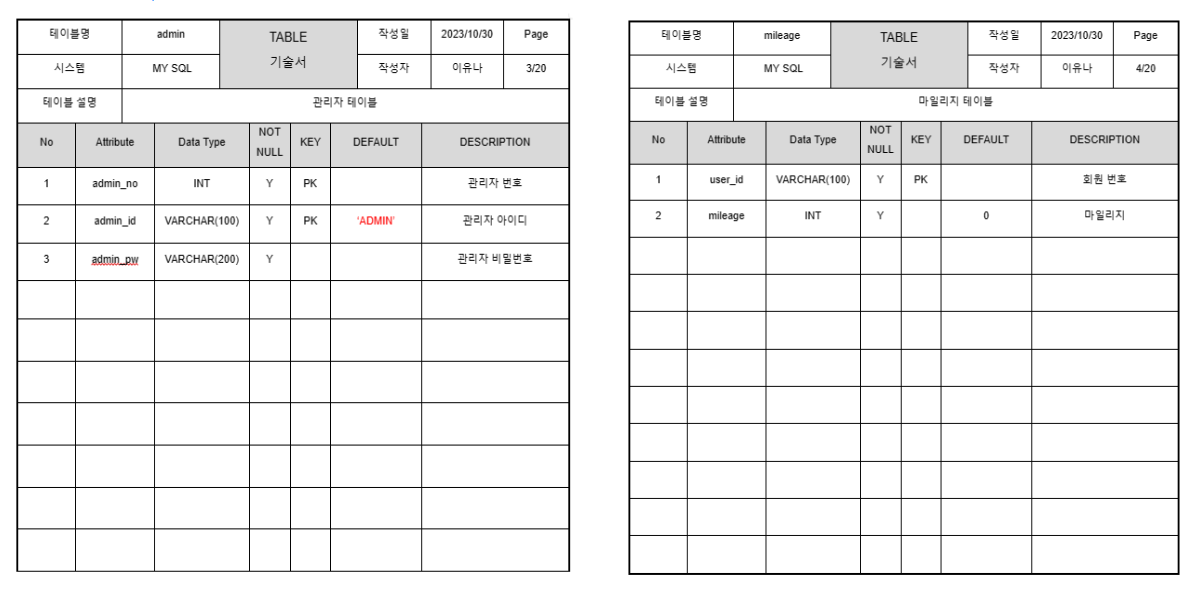 테이블명 admin TABLE 기술서 작성일 2023/10/30 Page
시스템 MY SQL 작성자 이유나 3/20
테이블 설명 관리자 테이블
No Attribute Data Type NOT NULL KEY DEFAULT DESCRIPTION
1 admin_no INT Y PK 관리자 번호
2 admin_id VARCHAR(100) Y PK 'ADMIN' 관리자 아이디
3 admin_pw VARCHAR(200) Y 관리자 비밀번호
테이블명 mileage TABLE 기술서 작성일 2023/10/30 Page
시스템 MY SQL 작성자 이유나 4/20
테이블 설명 마일리지 테이블
No Attribute Data Type NOT NULL KEY DEFAULT DESCRIPTION
1 user_id VARCHAR(100) Y PK 회원 번호
2 mileage INT Y 0 마일리지